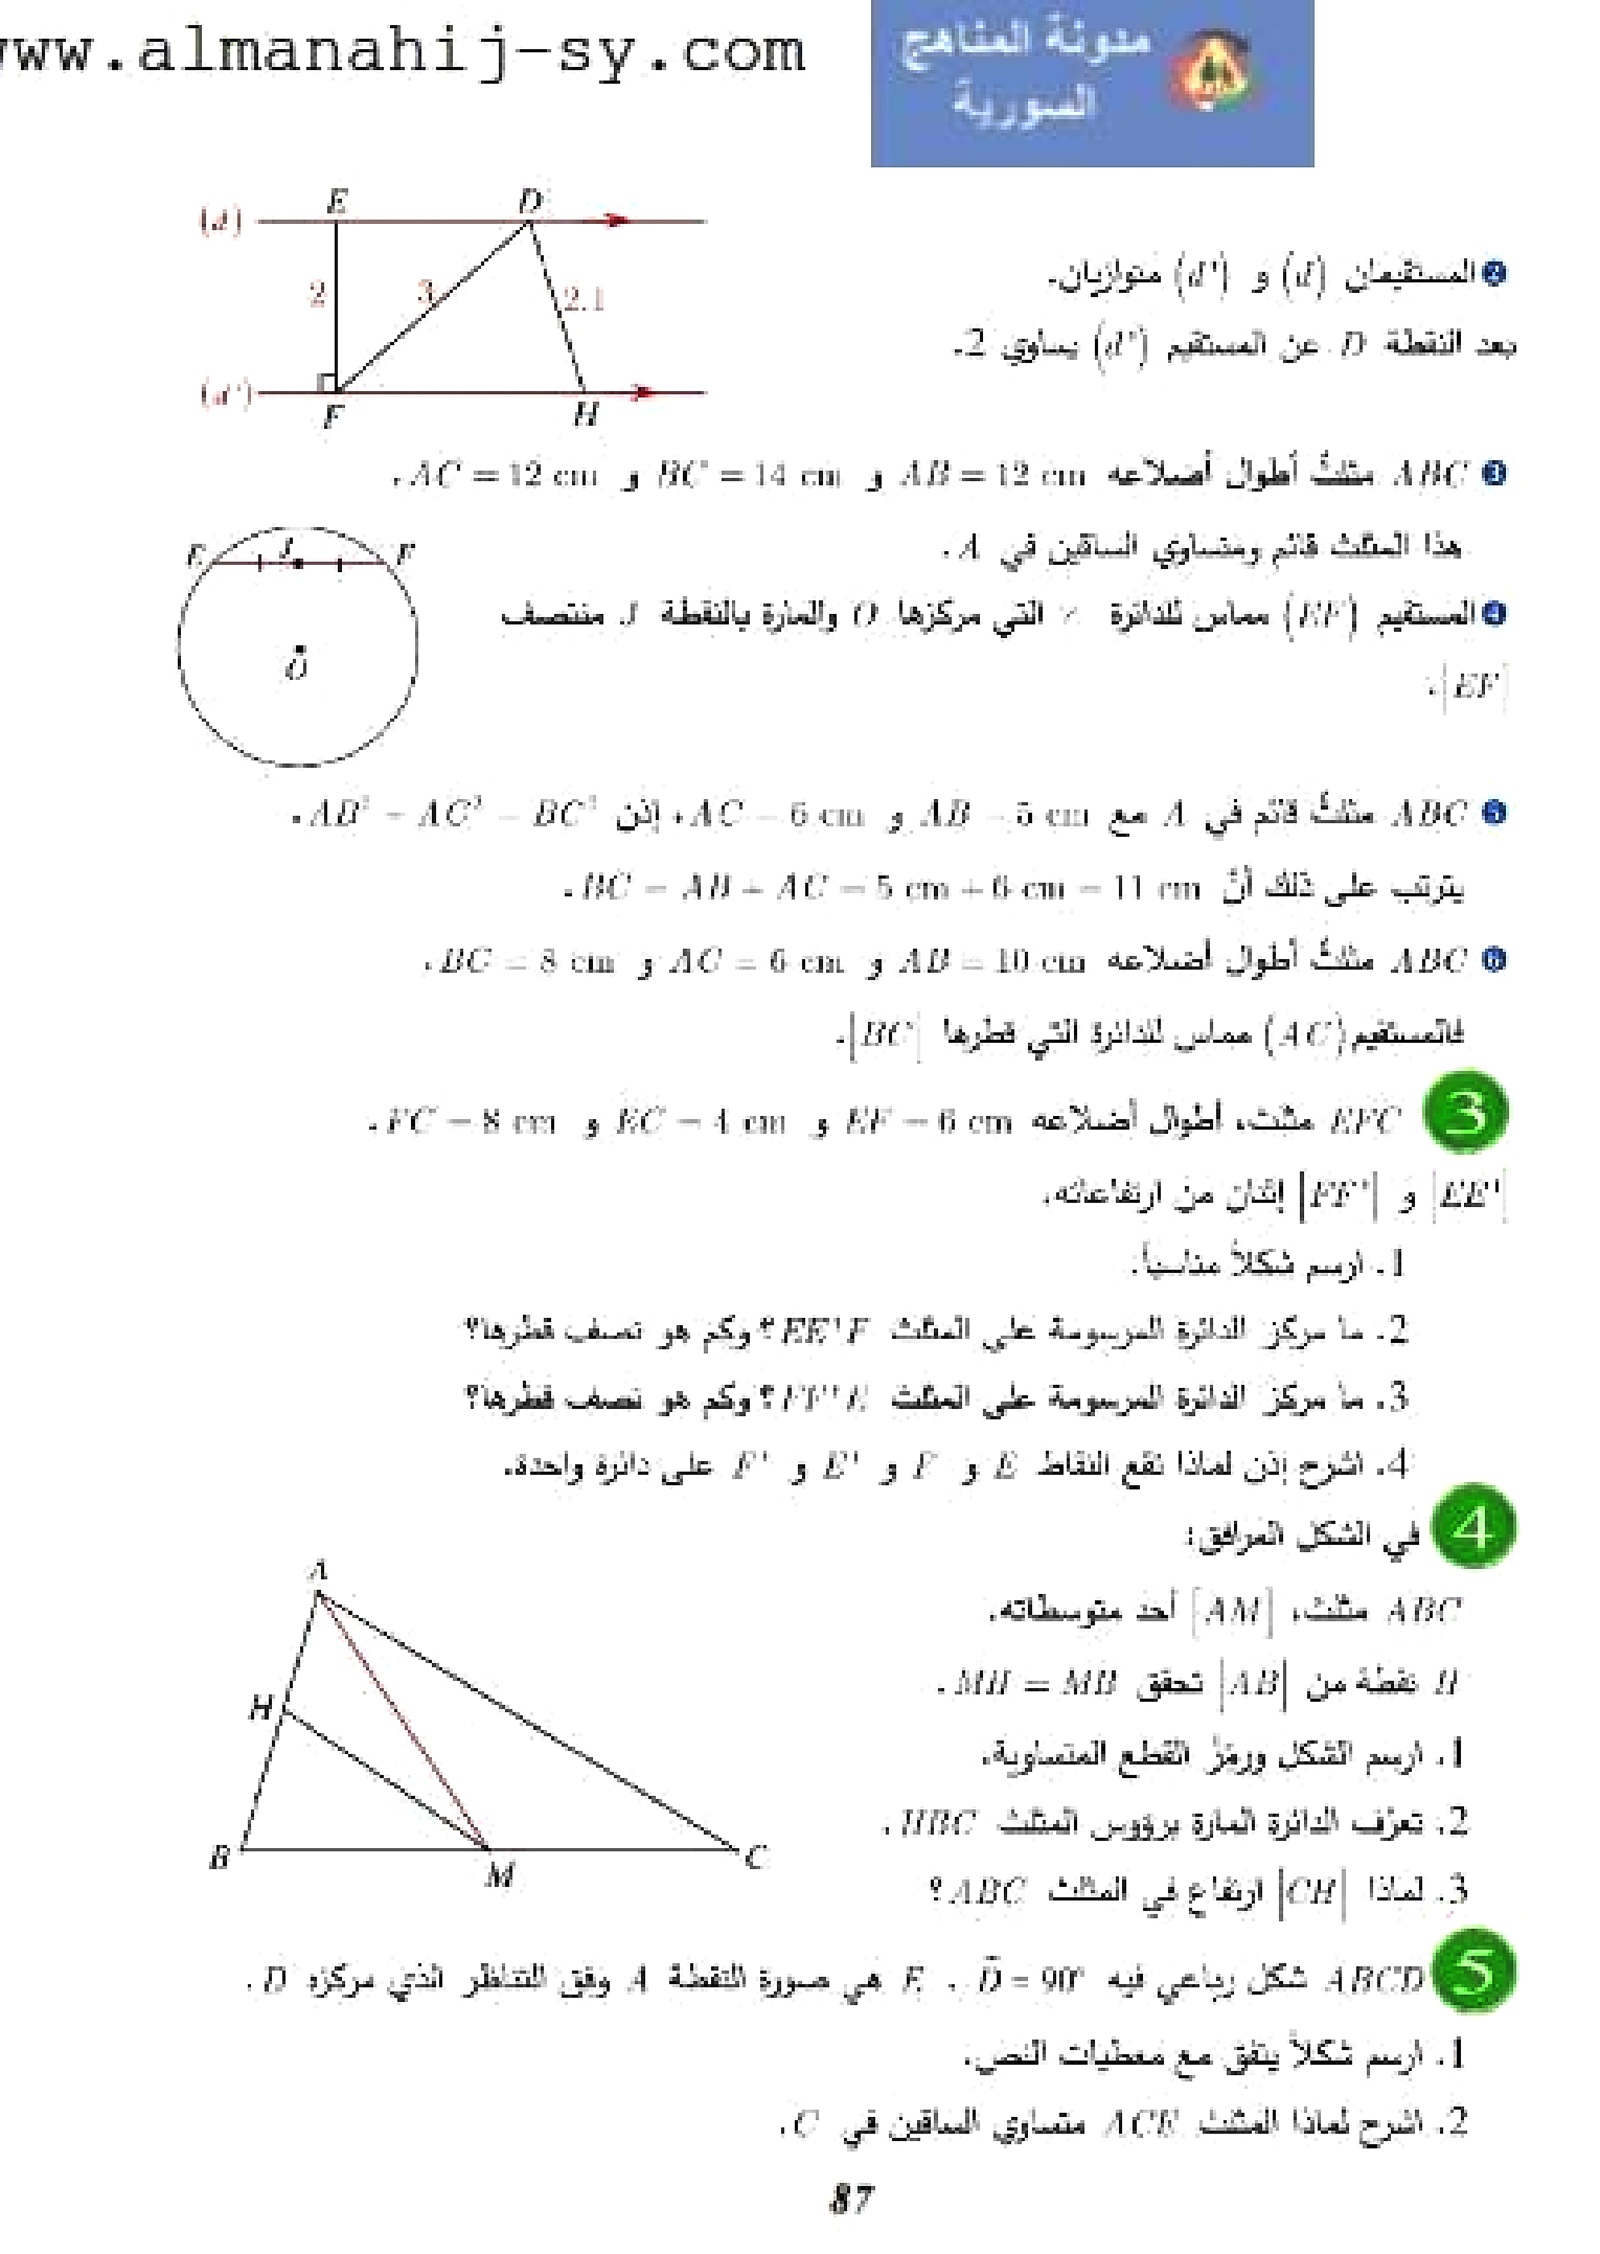 www.almanahij-sy.com
مدونة المناهج
السورية
(d) E D
2 3 2.1
(d') F H
2 المستقيمان (d) و (d') متوازيان.
بعد النقطة D عن المستقيم (d') يساوي 2.
3 ABC مثلثٌ أطوال أضلاعه AB = 12 cm و BC = 14 cm و AC = 12 cm.
هذا المثلث قائم ومتساوي الساقين في A.
4 المستقيم (EF) مماس للدائرة التي مركزها O والمارة بالنقطة J منتصف
[EF].
E J F
O
5 ABC مثلثٌ قائم في A مع AB = 5 cm و AC = 6 cm، إذن AB² + AC² = BC².
يترتب على ذلك أنّ BC = AB + AC = 5 cm + 6 cm = 11 cm.
6 ABC مثلثٌ أطوال أضلاعه AB = 10 cm و AC = 6 cm و BC = 8 cm.
فالمستقيم (AC) مماس للدائرة التي قطرها [BC].
3 EFC مثلث، أطوال أضلاعه EF = 6 cm و EC = 4 cm و FC = 8 cm.
[EE'] و [FF'] إثنان من ارتفاعاته.
1. ارسم شكلاً مناسباً.
2. ما مركز الدائرة المرسومة على المثلث EE'F؟ وكم هو نصف قطرها؟
3. ما مركز الدائرة المرسومة على المثلث FF'E؟ وكم هو نصف قطرها؟
4. اشرح إذن لماذا تقع النقاط E و F و E' و F' على دائرة واحدة.
4 في الشكل المرافق:
ABC مثلث، [AM] أحد متوسطاته.
H نقطة من [AB] تحقق MH = MB.
1. ارسم الشكل ورمّز القطع المتساوية.
2. تعرّف الدائرة المارة برؤوس المثلث HBC.
3. لماذا [CH] ارتفاع في المثلث ABC؟
A
H
B M C
5 ABCD شكل رباعي فيه D̂ = 90°. E هي صورة النقطة A وفق التناظر الذي مركزه D.
1. ارسم شكلاً يتفق مع معطيات النص.
2. اشرح لماذا المثلث ACE متساوي الساقين في C.
87